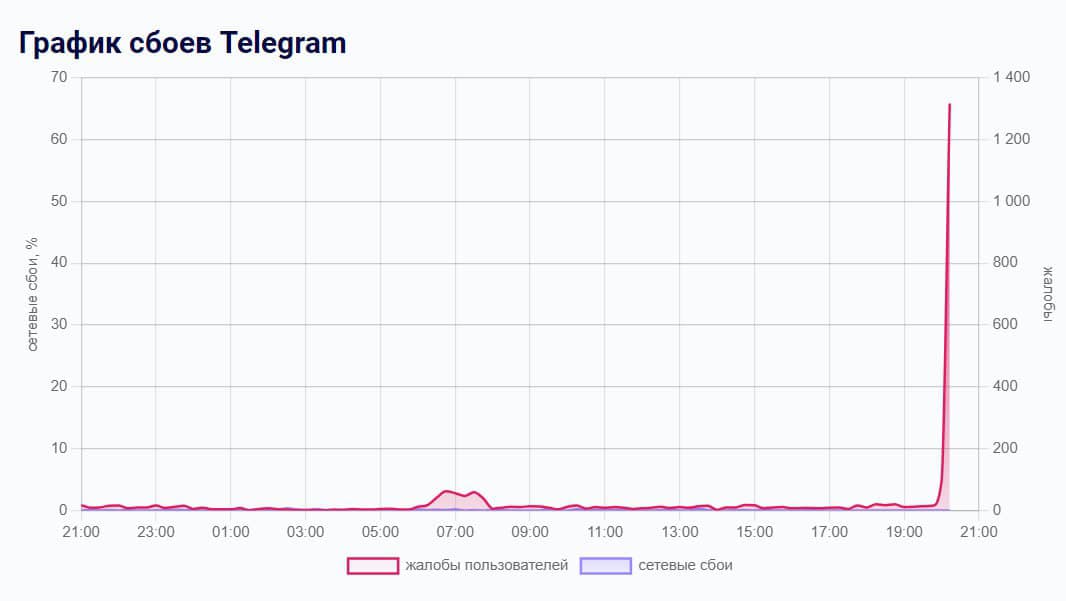 График сбоев Telegram
70 1 400
60 1 200
50 1 000
40 800
30 600
20 400
10 200
0 0
сетевые сбои, %
жалобы
21:00 23:00 01:00 03:00 05:00 07:00 09:00 11:00 13:00 15:00 17:00 19:00 21:00
жалобы пользователей сетевые сбои